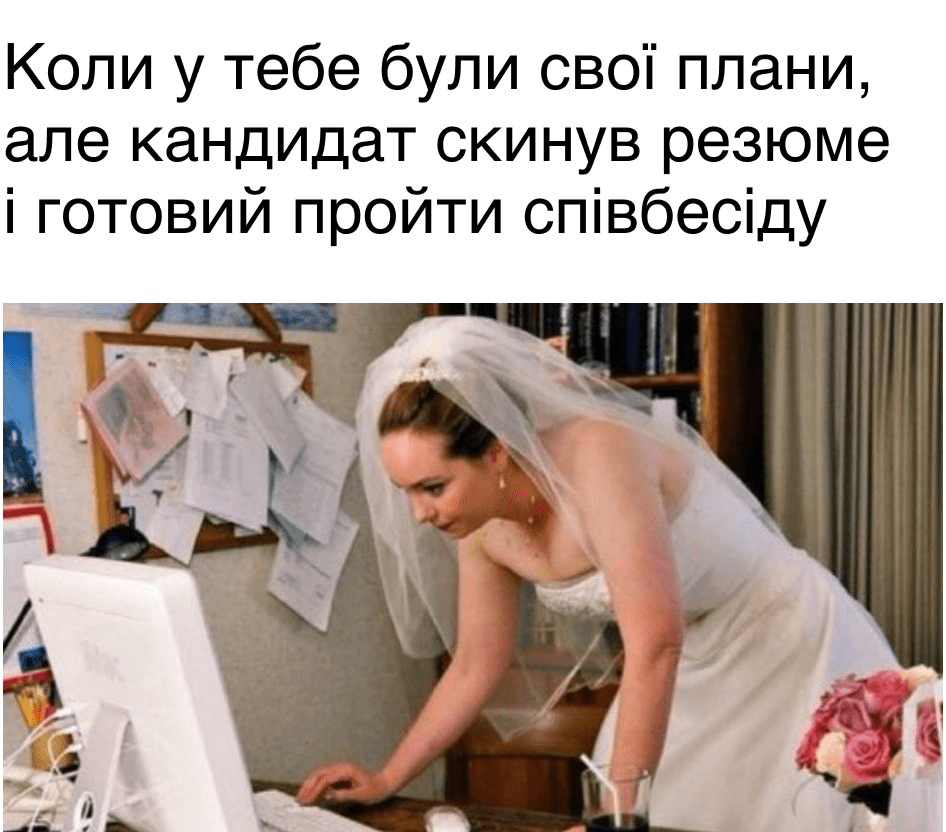 Коли у тебе були свої плани,
але кандидат скинув резюме
і готовий пройти співбесіду